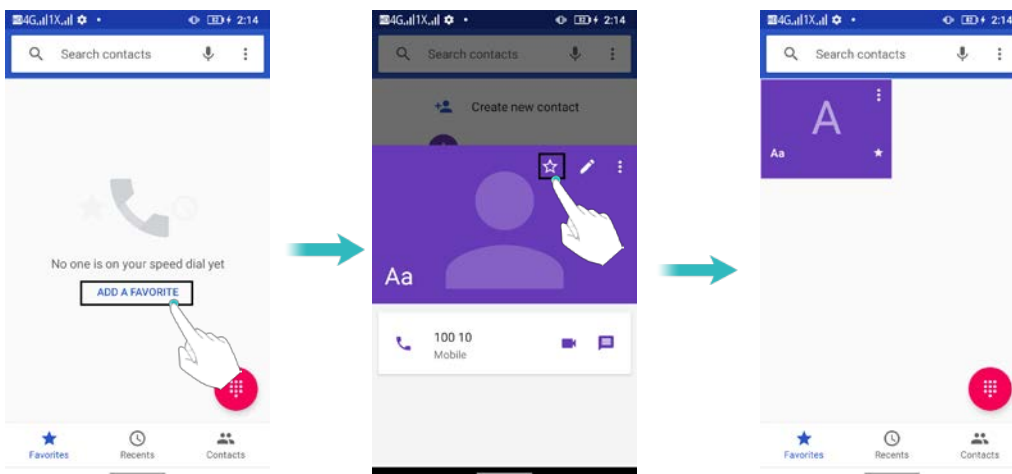 4G 1X 2:14
Search contacts
No one is on your speed dial yet
ADD A FAVORITE
Favorites Recents Contacts
4G 1X 2:14
Search contacts
Create new contact
Aa
100 10
Mobile
4G 1X 2:14
Search contacts
A
Aa
Favorites Recents Contacts